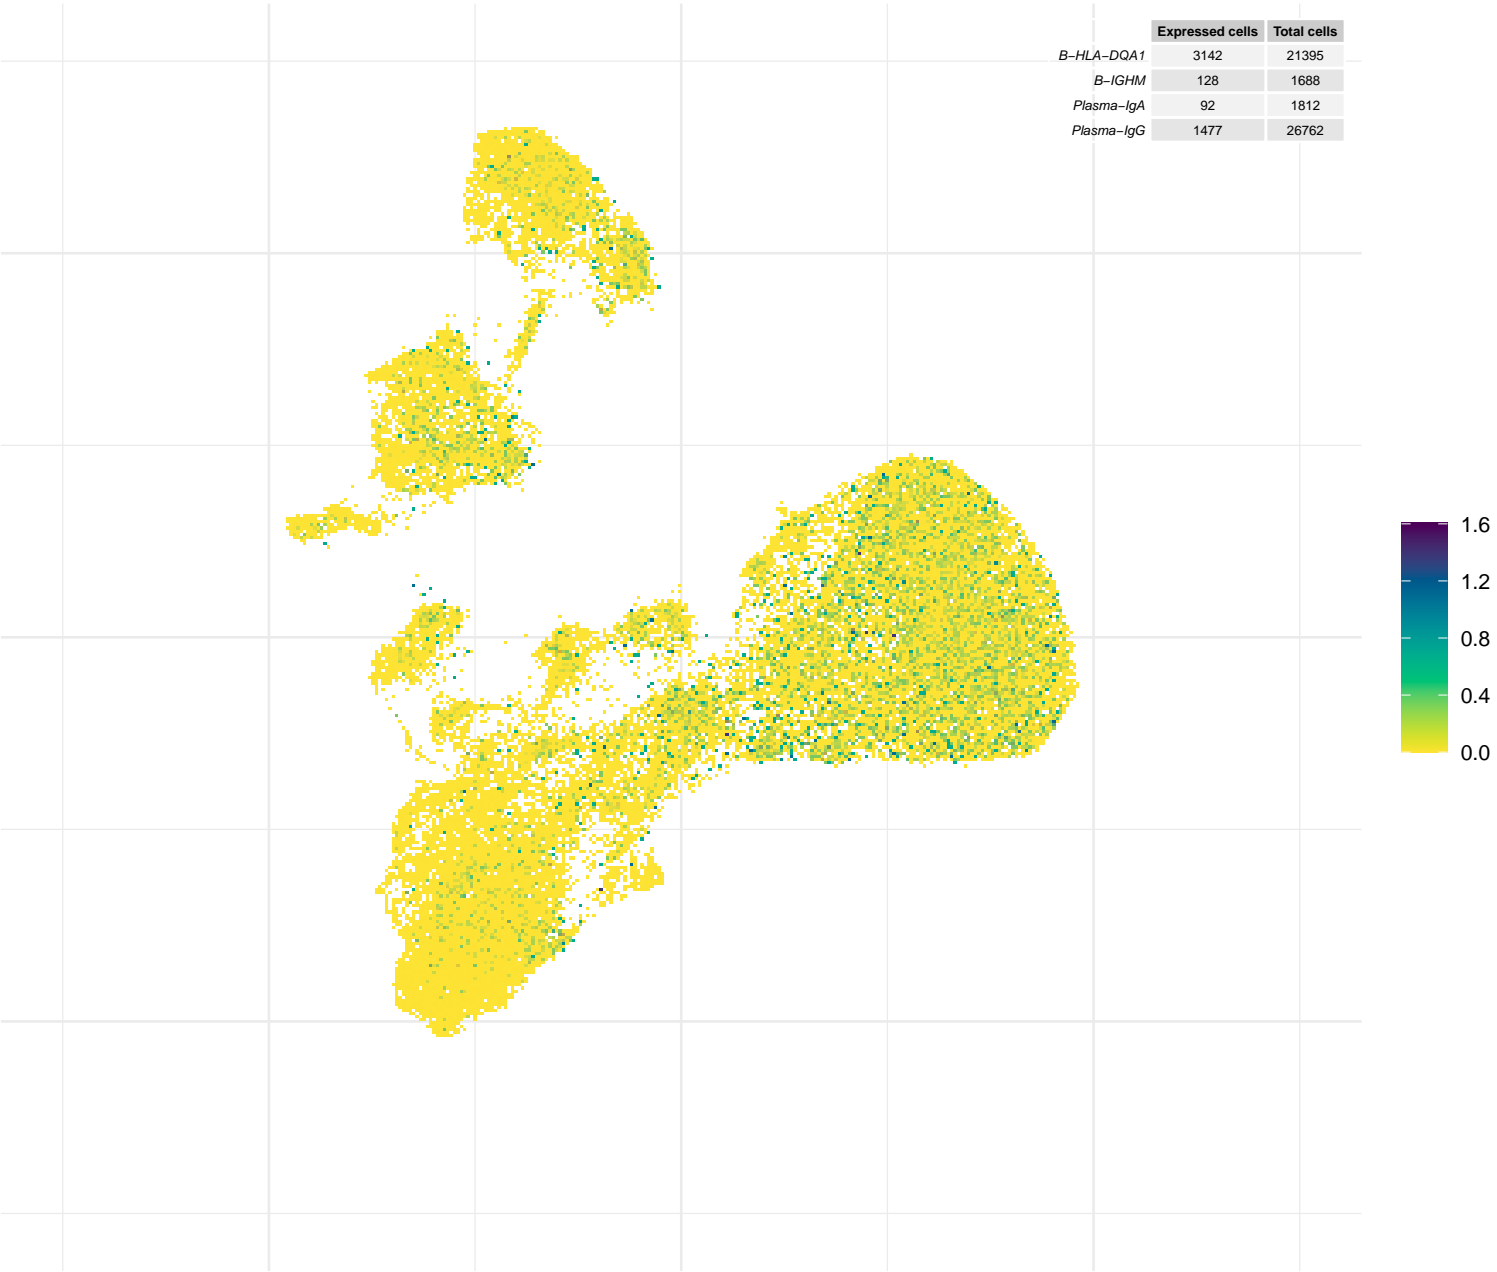 Expressed cells Total cells
B−HLA−DQA1 3142 21395
B−IGHM 128 1688
Plasma−IgA 92 1812
Plasma−IgG 1477 26762
1.6
1.2
0.8
0.4
0.0